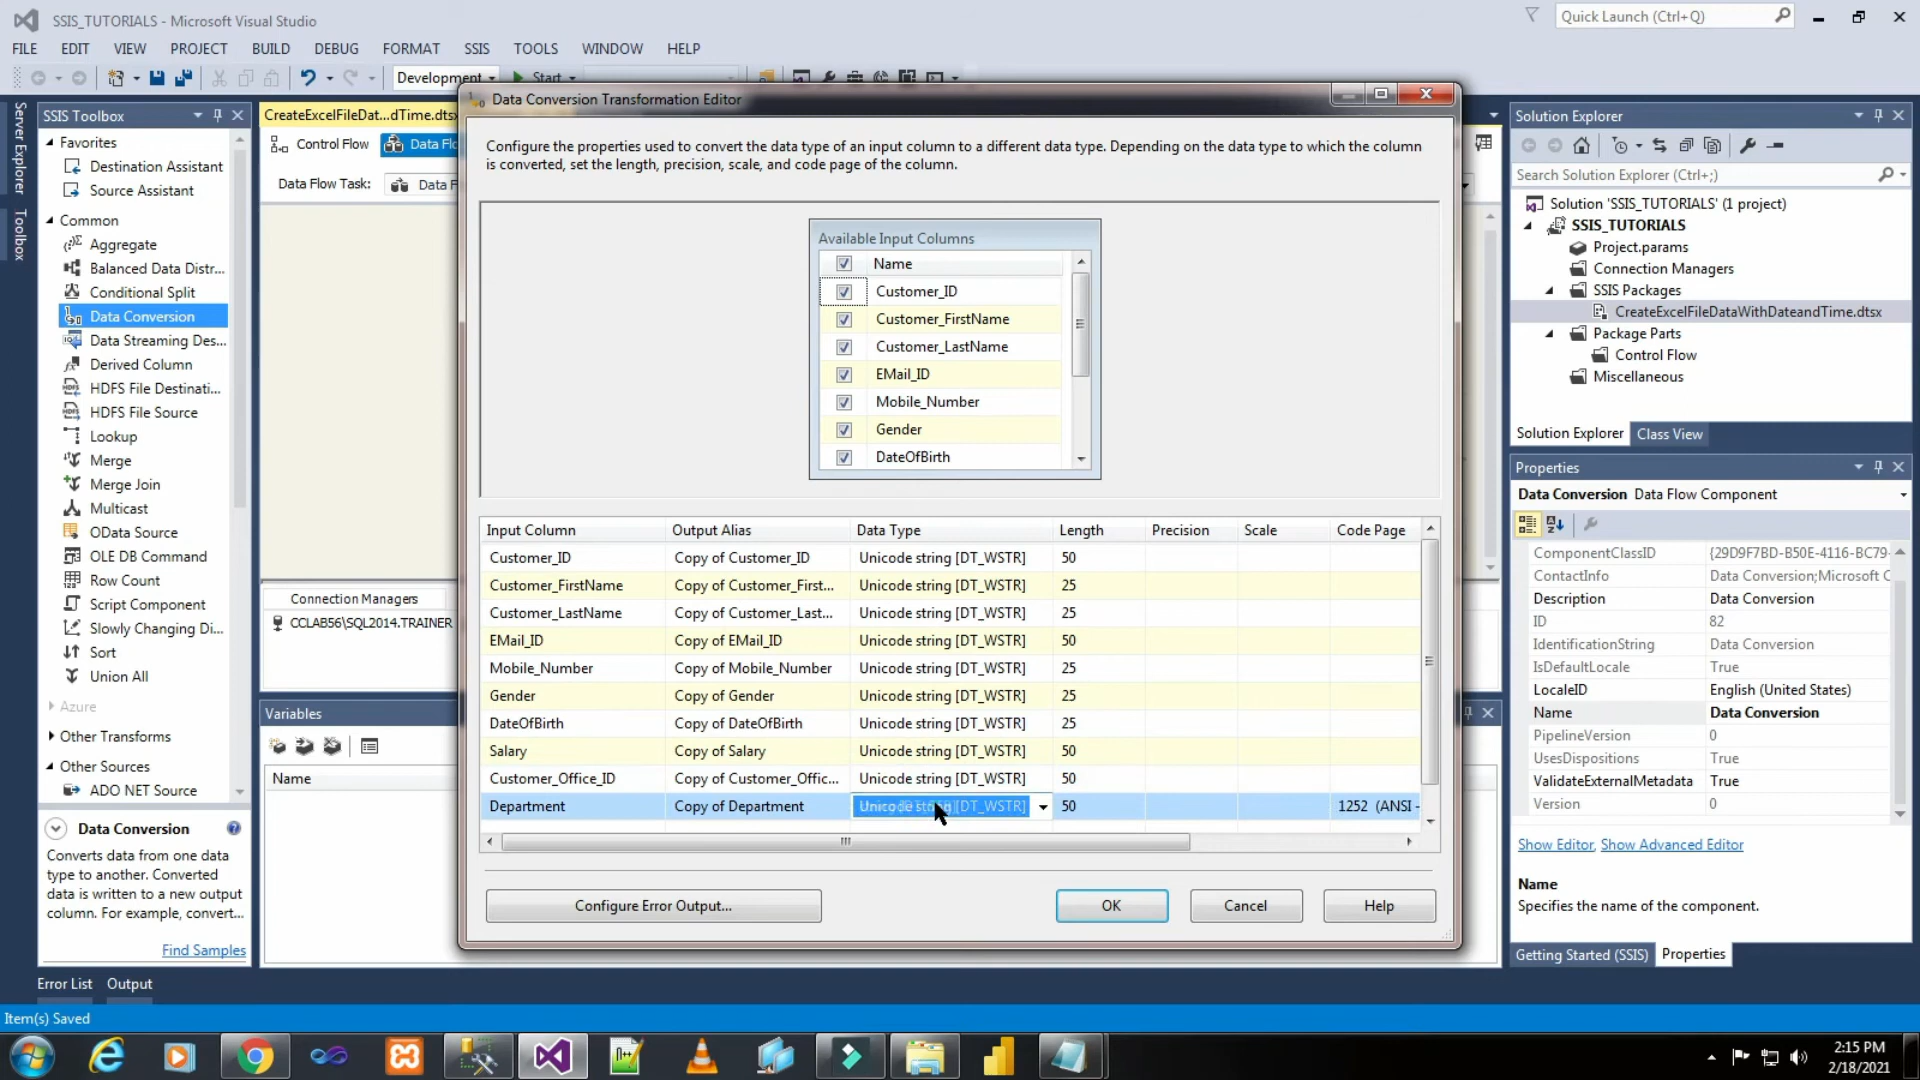 SSIS_TUTORIALS - Microsoft Visual Studio
Quick Launch (Ctrl+Q)
FILE EDIT VIEW PROJECT BUILD DEBUG FORMAT SSIS TOOLS WINDOW HELP
Development Start
Server Explorer
Toolbox
SSIS Toolbox
Favorites
Destination Assistant
Source Assistant
Common
Aggregate
Balanced Data Distr...
Conditional Split
Data Conversion
Data Streaming Des...
Derived Column
HDFS File Destinati...
HDFS File Source
Lookup
Merge
Merge Join
Multicast
OData Source
OLE DB Command
Row Count
Script Component
Slowly Changing Di...
Sort
Union All
Azure
Other Transforms
Other Sources
ADO NET Source
Data Conversion
Converts data from one data
type to another. Converted
data is written to a new output
column. For example, convert...
Find Samples
CreateExcelFileDat...dTime.dtsx
Control Flow Data Flo
Data Flow Task: Data F
Connection Managers
CCLAB56\SQL2014.TRAINER
Variables
Name
Data Conversion Transformation Editor
Configure the properties used to convert the data type of an input column to a different data type. Depending on the data type to which the column
is converted, set the length, precision, scale, and code page of the column.
Available Input Columns
Name
Customer_ID
Customer_FirstName
Customer_LastName
EMail_ID
Mobile_Number
Gender
DateOfBirth
Input Column Output Alias Data Type Length Precision Scale Code Page
Customer_ID Copy of Customer_ID Unicode string [DT_WSTR] 50
Customer_FirstName Copy of Customer_First... Unicode string [DT_WSTR] 25
Customer_LastName Copy of Customer_Last... Unicode string [DT_WSTR] 25
EMail_ID Copy of EMail_ID Unicode string [DT_WSTR] 50
Mobile_Number Copy of Mobile_Number Unicode string [DT_WSTR] 25
Gender Copy of Gender Unicode string [DT_WSTR] 25
DateOfBirth Copy of DateOfBirth Unicode string [DT_WSTR] 25
Salary Copy of Salary Unicode string [DT_WSTR] 50
Customer_Office_ID Copy of Customer_Offic... Unicode string [DT_WSTR] 50
Department Copy of Department Unicode string [DT_WSTR] 50 1252 (ANSI -
Configure Error Output... OK Cancel Help
Solution Explorer
Search Solution Explorer (Ctrl+;)
Solution 'SSIS_TUTORIALS' (1 project)
SSIS_TUTORIALS
Project.params
Connection Managers
SSIS Packages
CreateExcelFileDataWithDateandTime.dtsx
Package Parts
Control Flow
Miscellaneous
Solution Explorer Class View
Properties
Data Conversion Data Flow Component
ComponentClassID {29D9F7BD-B50E-4116-BC79-
ContactInfo Data Conversion;Microsoft C
Description Data Conversion
ID 82
IdentificationString Data Conversion
IsDefaultLocale True
LocaleID English (United States)
Name Data Conversion
PipelineVersion 0
UsesDispositions True
ValidateExternalMetadata True
Version 0
Show Editor, Show Advanced Editor
Name
Specifies the name of the component.
Getting Started (SSIS) Properties
Error List Output
Item(s) Saved
2:15 PM
2/18/2021